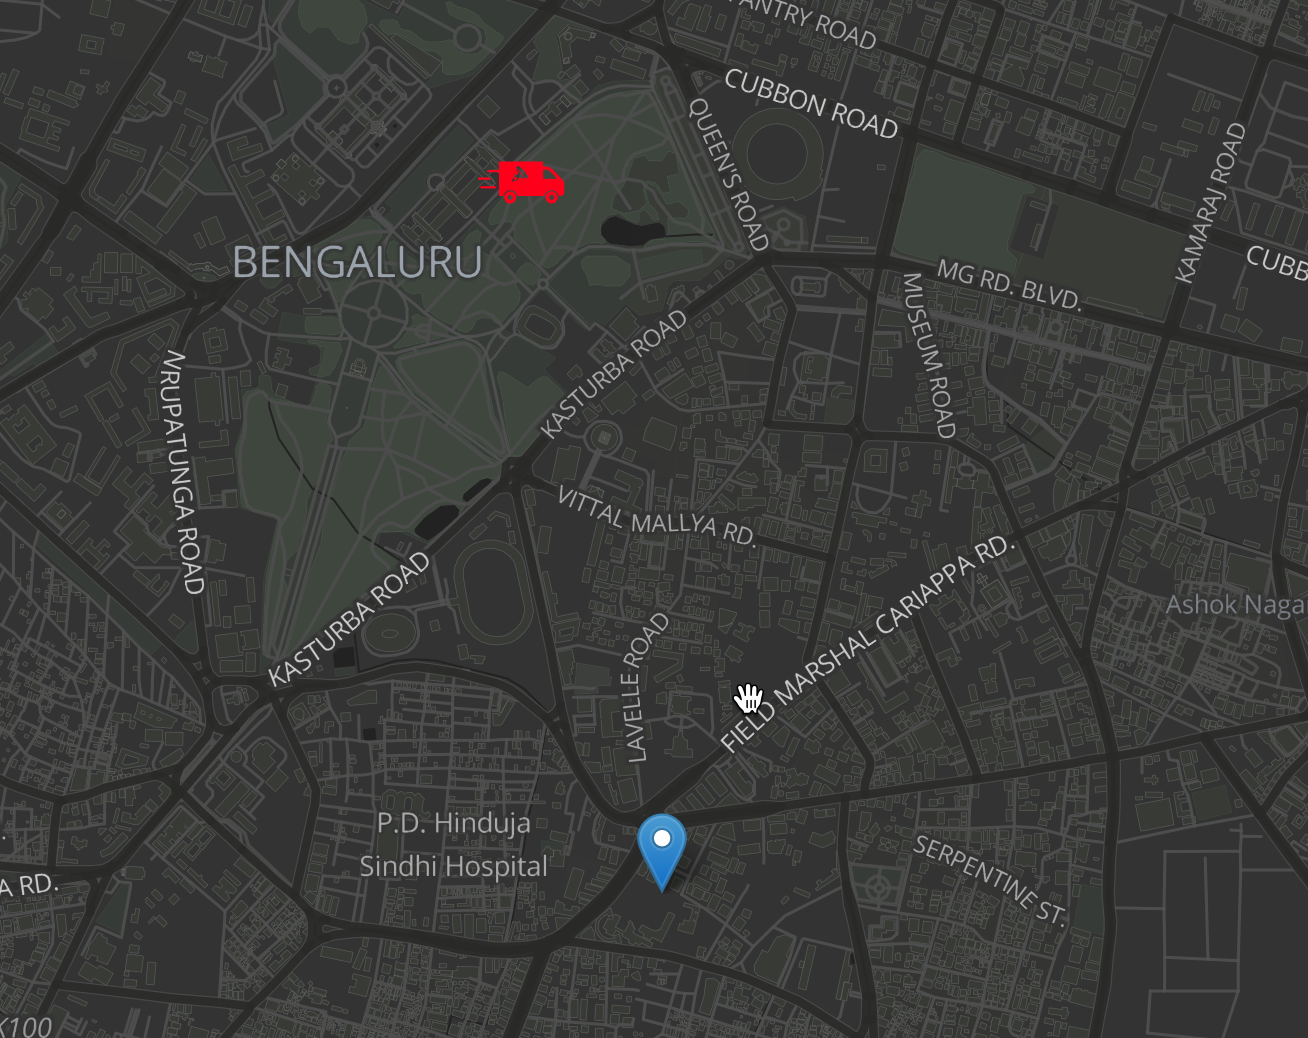 ANTRY ROAD
CUBBON ROAD
QUEEN'S ROAD
KAMARAJ ROAD
BENGALURU
CUBB
MG RD. BLVD.
MUSEUM ROAD
KASTURBA ROAD
NRUPATUNGA ROAD
VITTAL MALLYA RD.
KASTURBA ROAD
FIELD MARSHAL CARIAPPA RD.
Ashok Naga
LAVELLE ROAD
P.D. Hinduja
Sindhi Hospital
SERPENTINE ST.
A RD.
K100